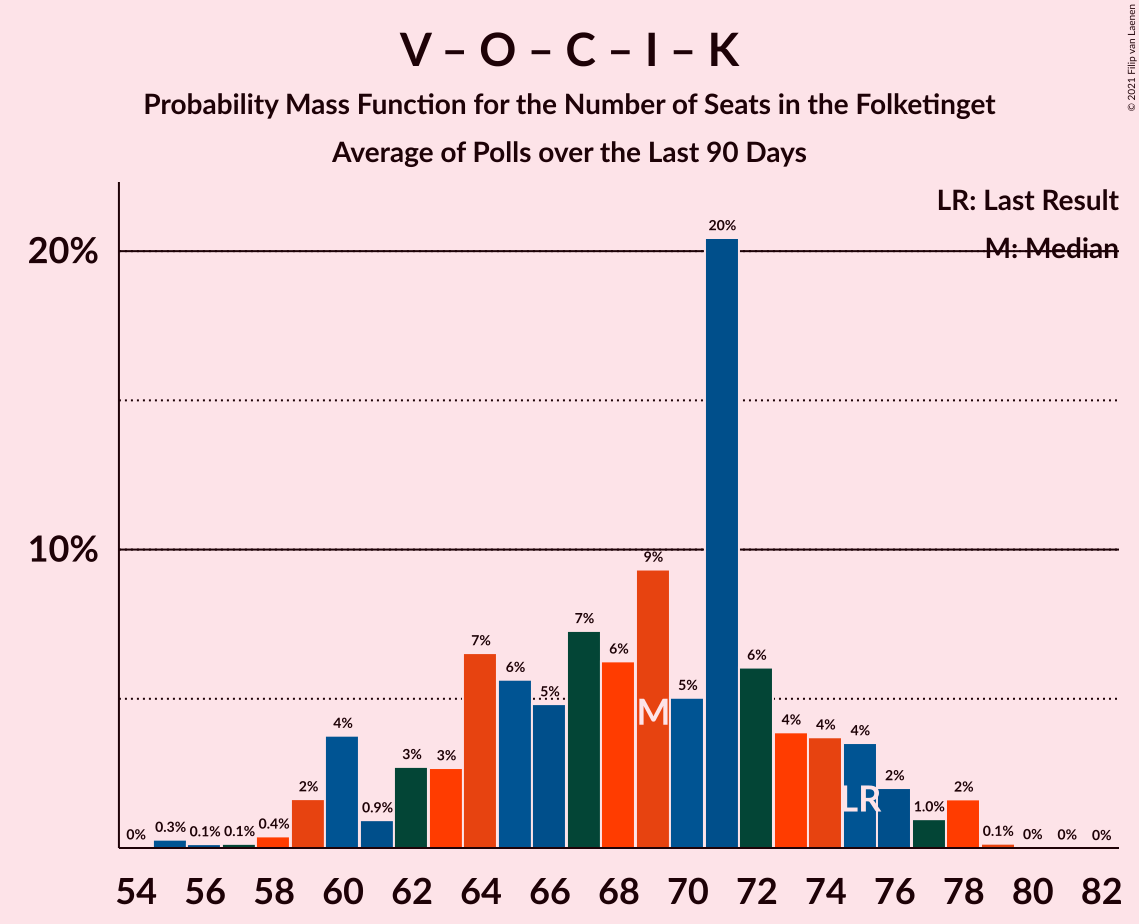 V – O – C – I – K
Probability Mass Function for the Number of Seats in the Folketinget
Average of Polls over the Last 90 Days
© 2021 Filip van Laenen
LR: Last Result
M: Median
20%
10%
0% 0.3% 0.1% 0.1% 0.4% 2% 4% 0.9% 3% 3% 7% 6% 5% 7% 6% 9% 5% 20% 6% 4% 4% 4% 2% 1.0% 2% 0.1% 0% 0% 0%
M
LR
54 56 58 60 62 64 66 68 70 72 74 76 78 80 82